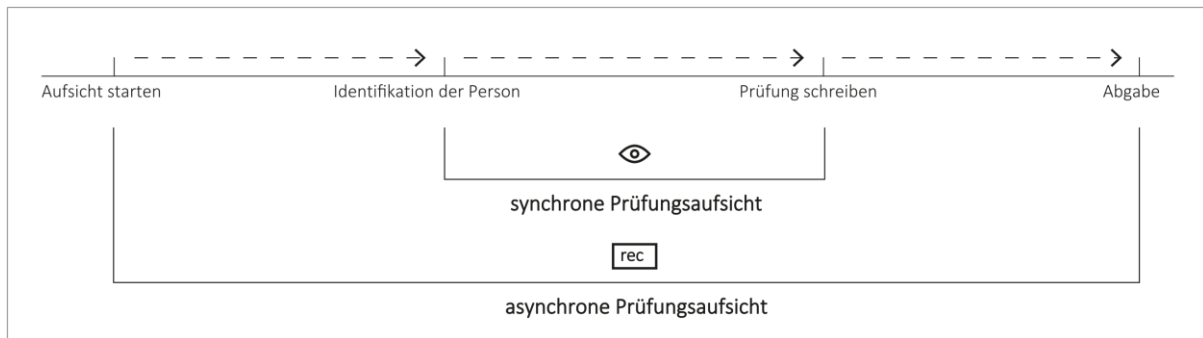 Aufsicht starten
Identifikation der Person
Prüfung schreiben
Abgabe
synchrone Prüfungsaufsicht
rec
asynchrone Prüfungsaufsicht